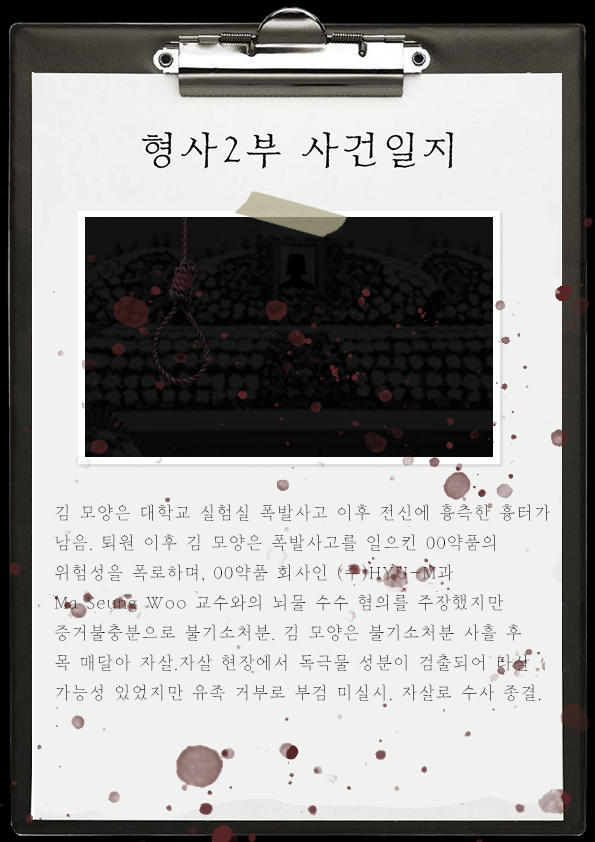 형사2부 사건일지
김 모양은 대학교 실험실 폭발사고 이후 전신에 흉측한 흉터가
남음. 퇴원 이후 김 모양은 폭발사고를 일으킨 00약품의
위험성을 폭로하며, 00약품 회사인 (주)HYU-M과
Ma Seung Woo 교수와의 뇌물 수수 혐의를 주장했지만
증거불충분으로 불기소처분. 김 모양은 불기소처분 사흘 후
목 매달아 자살.자살 현장에서 독극물 성분이 검출되어 타살
가능성 있었지만 유족 거부로 부검 미실시. 자살로 수사 종결.